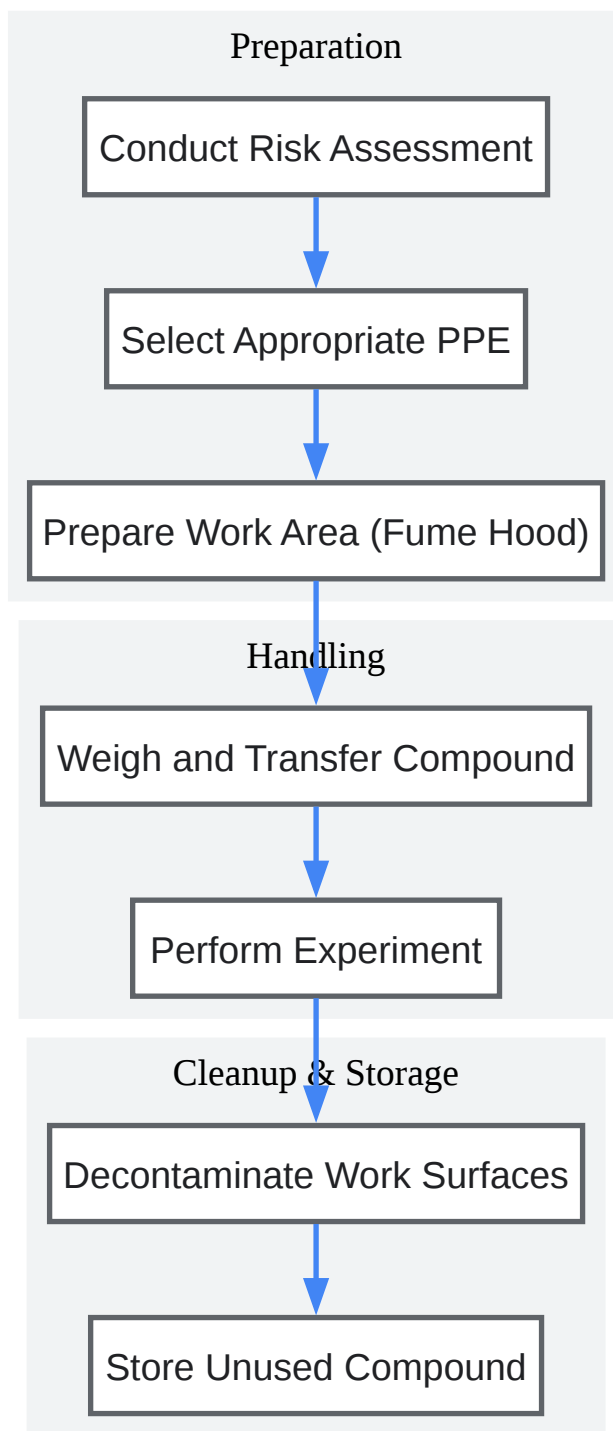 Preparation
Conduct Risk Assessment
Select Appropriate PPE
Prepare Work Area (Fume Hood)
Handling
Weigh and Transfer Compound
Perform Experiment
Cleanup & Storage
Decontaminate Work Surfaces
Store Unused Compound